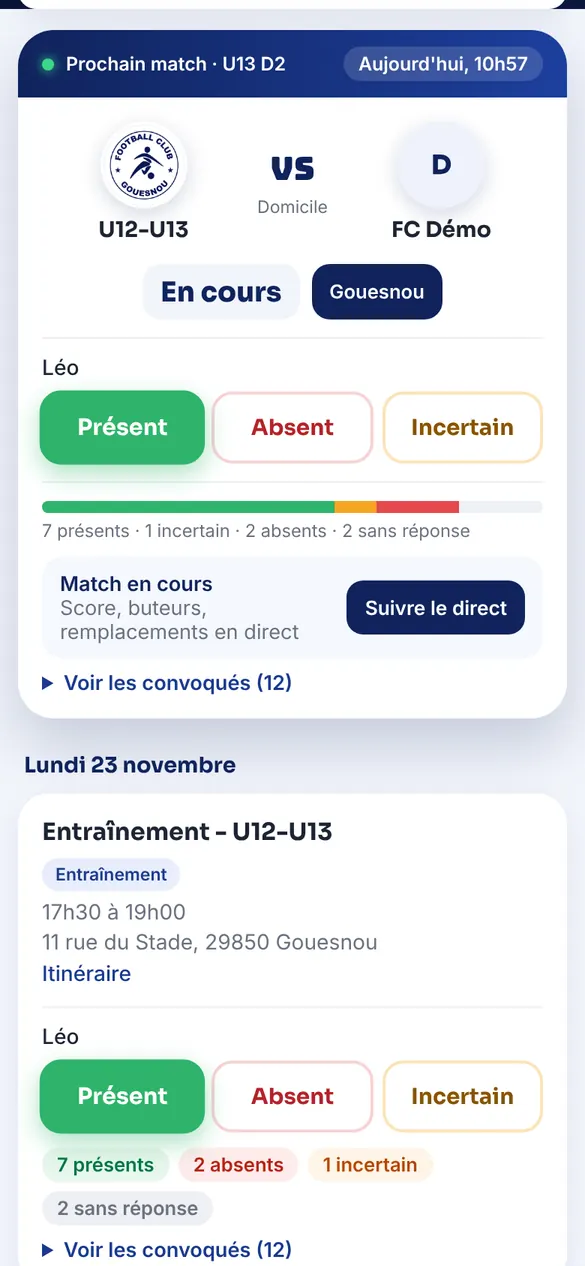 Prochain match · U13 D2
Aujourd'hui, 10h57
FOOTBALL CLUB
GOUESNOU
D
VS
Domicile
U12-U13
FC Démo
En cours
Gouesnou
Léo
Présent
Absent
Incertain
7 présents · 1 incertain · 2 absents · 2 sans réponse
Match en cours
Score, buteurs,
remplacements en direct
Suivre le direct
Voir les convoqués (12)
Lundi 23 novembre
Entraînement - U12-U13
Entraînement
17h30 à 19h00
11 rue du Stade, 29850 Gouesnou
Itinéraire
Léo
Présent
Absent
Incertain
7 présents
2 absents
1 incertain
2 sans réponse
Voir les convoqués (12)